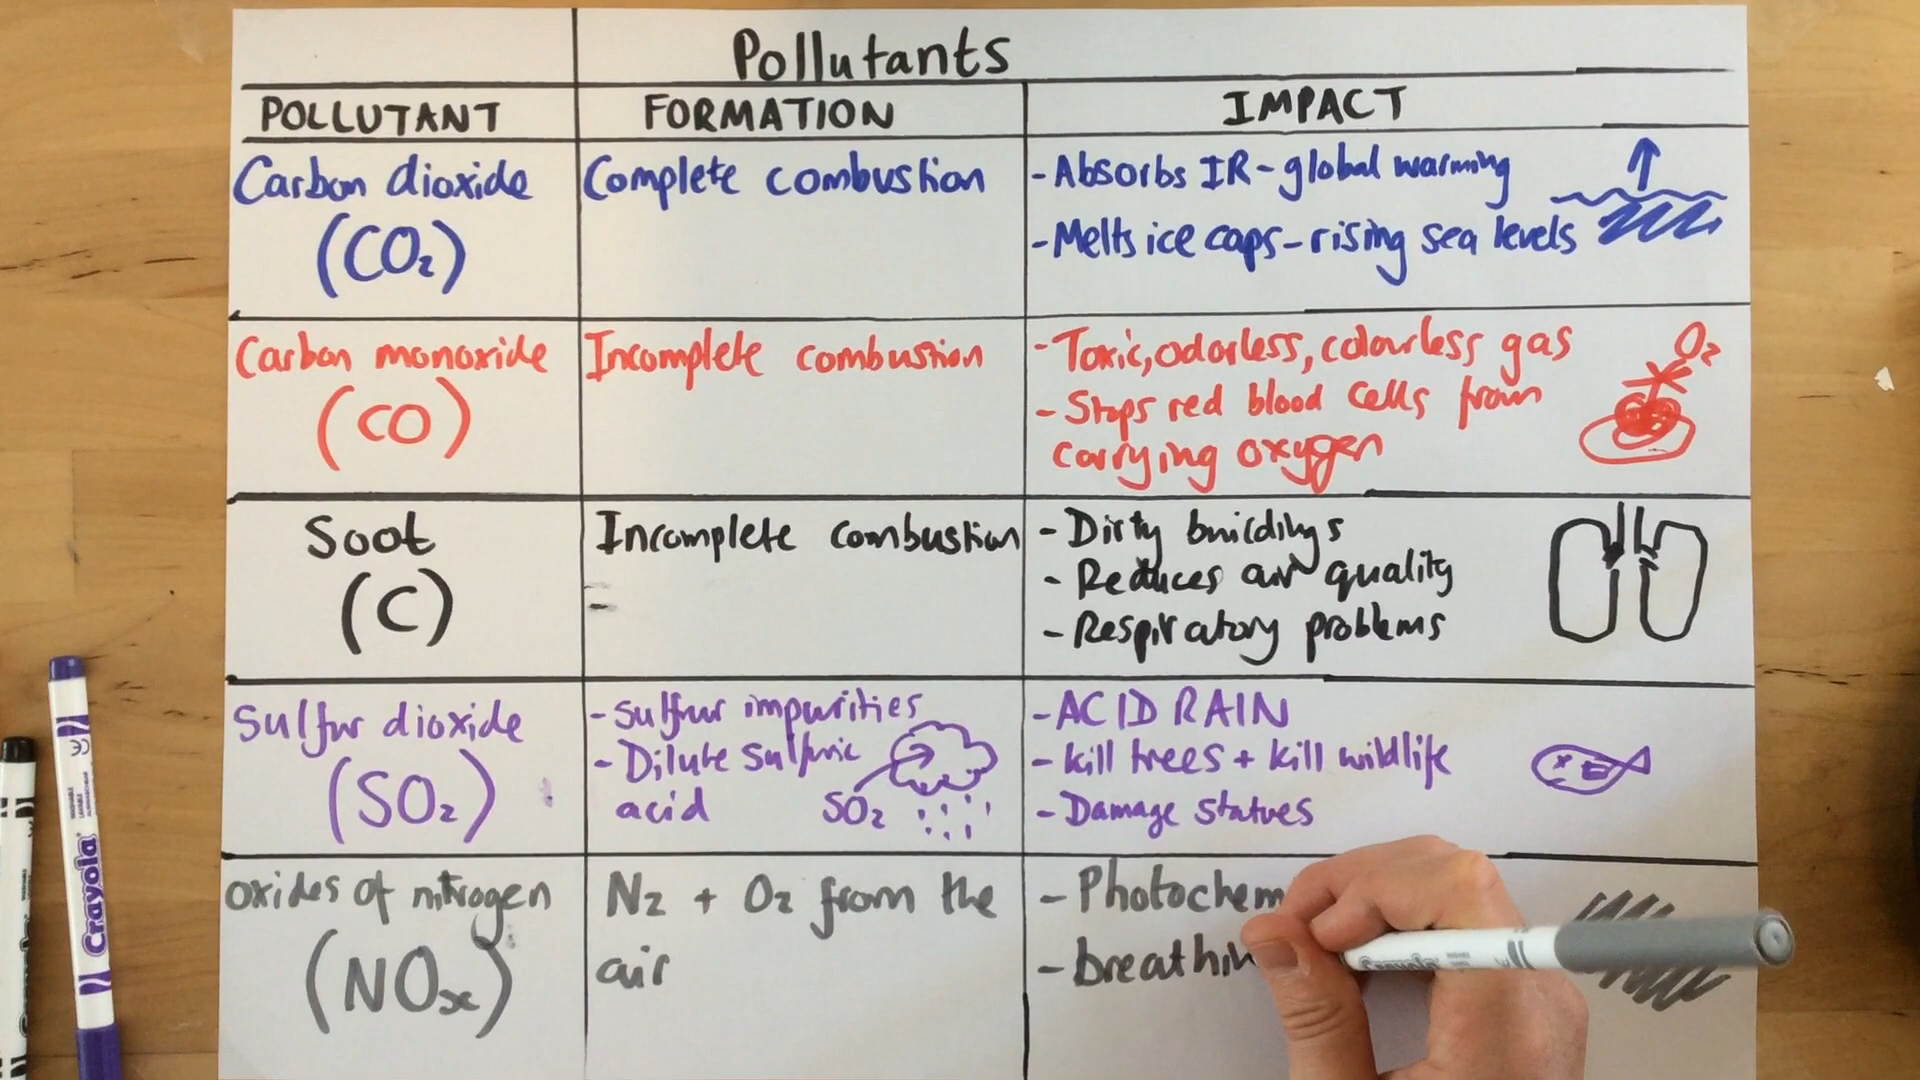 Pollutants
POLLUTANT
FORMATION
IMPACT
Carbon dioxide
(CO₂)
Complete combustion
- Absorbs IR - global warming
- Melts ice caps - rising sea levels
Carbon monoxide
(CO)
Incomplete combustion
- Toxic, odorless, colourless gas
- Stops red blood cells from
carrying oxygen
O₂
Soot
(C)
Incomplete combustion
- Dirty buildings
- Reduces air quality
- Respiratory problems
Sulfur dioxide
(SO₂)
- Sulfur impurities
- Dilute sulfuric
acid
SO₂
- ACID RAIN
- kill trees + kill wildlife
- Damage statues
oxides of nitrogen
(NOx)
N₂ + O₂ from the
air
- Photochem
- breathin
Crayola